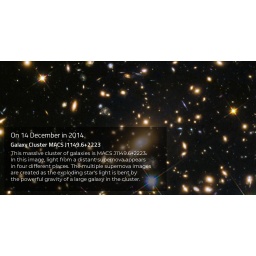 On 14 December in 2014
Galaxy Cluster MACS J1149.6+2223
This massive cluster of galaxies is MACS J1149.6+2223.
In this image, light from a distant supernova appears
in four different places. The multiple supernova images
are created as the exploding star's light is bent by
the powerful gravity of a large galaxy in the cluster.